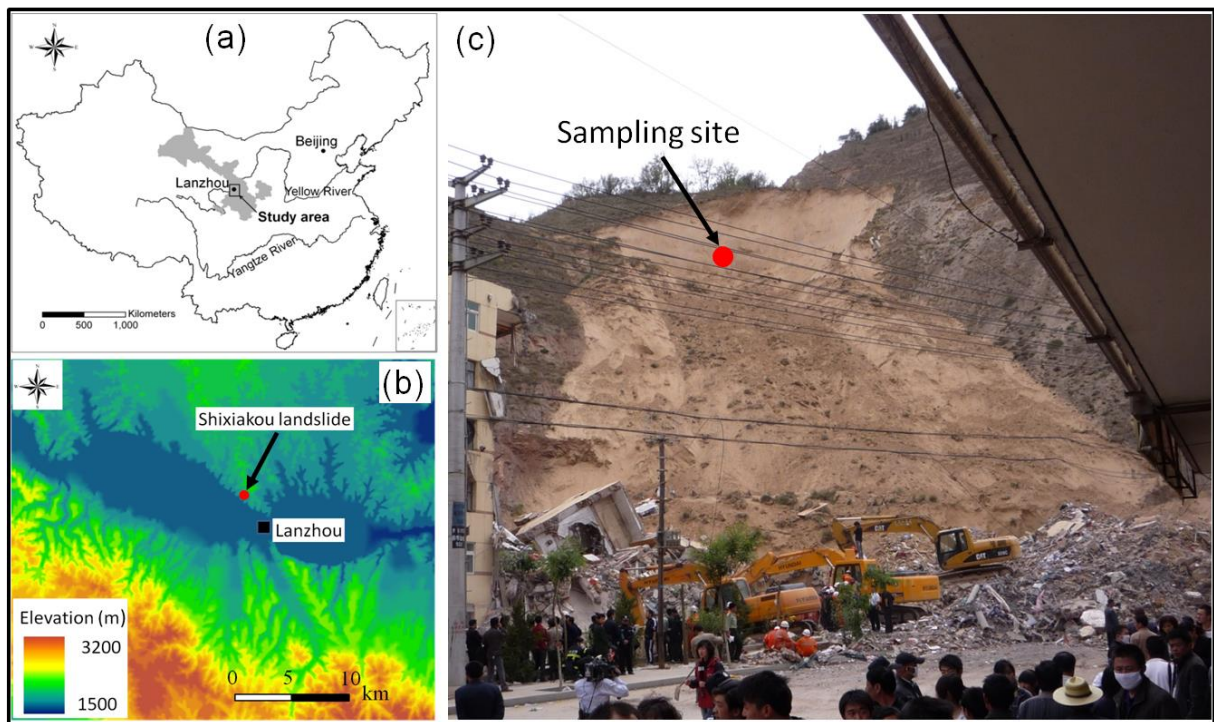 (a)
Beijing
Lanzhou
Yellow River
Study area
Yangtze River
Kilometers
0 500 1,000
(b)
Shixiakou landslide
Lanzhou
Elevation (m)
3200
1500
0 5 10
km
(c)
Sampling site